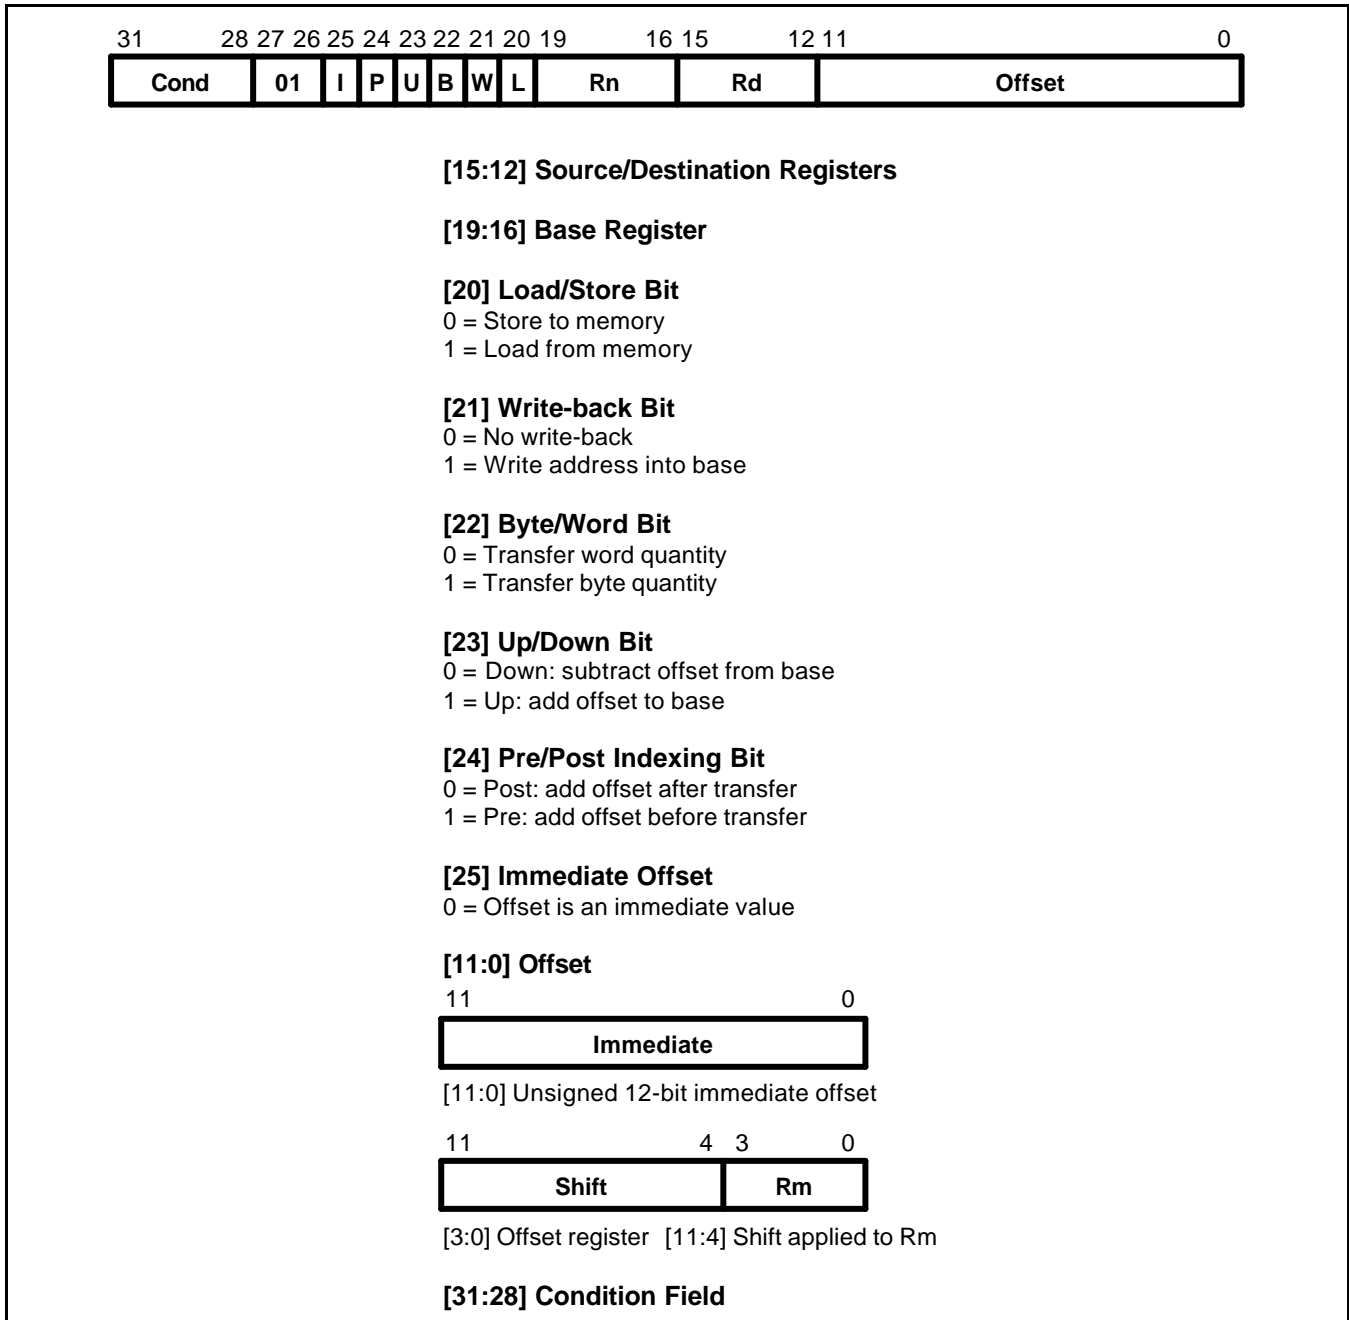 31 28 27 26 25 24 23 22 21 20 19 16 15 12 11 0
Cond 01 I P U B W L Rn Rd Offset
[15:12] Source/Destination Registers
[19:16] Base Register
[20] Load/Store Bit
0 = Store to memory
1 = Load from memory
[21] Write-back Bit
0 = No write-back
1 = Write address into base
[22] Byte/Word Bit
0 = Transfer word quantity
1 = Transfer byte quantity
[23] Up/Down Bit
0 = Down: subtract offset from base
1 = Up: add offset to base
[24] Pre/Post Indexing Bit
0 = Post: add offset after transfer
1 = Pre: add offset before transfer
[25] Immediate Offset
0 = Offset is an immediate value
[11:0] Offset
11 0
Immediate
[11:0] Unsigned 12-bit immediate offset
11 4 3 0
Shift Rm
[3:0] Offset register [11:4] Shift applied to Rm
[31:28] Condition Field